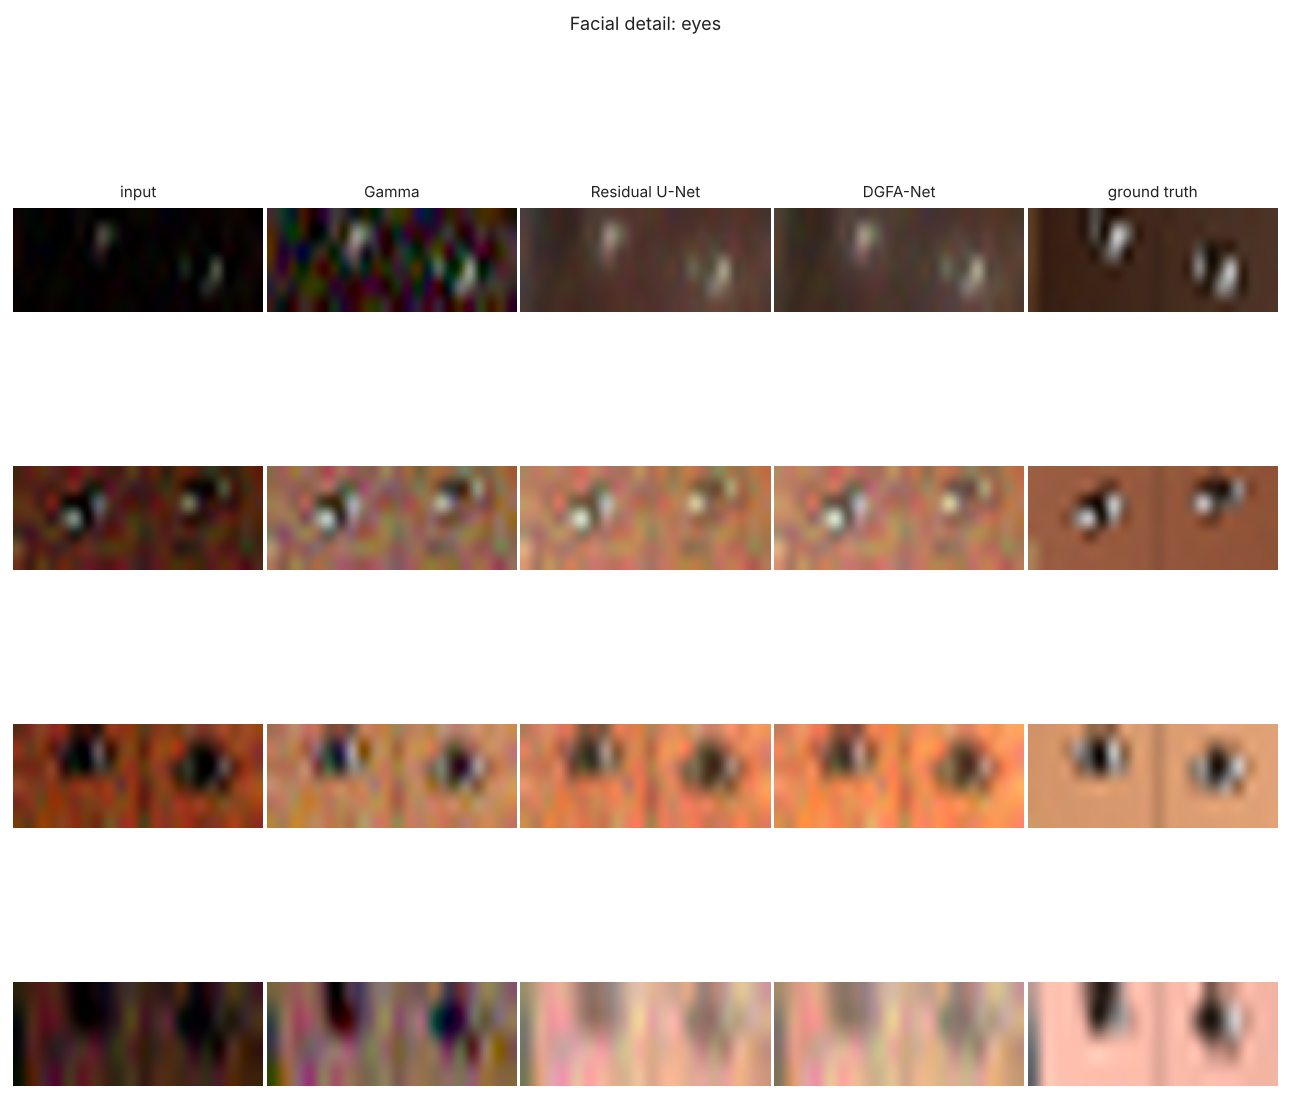 Facial detail: eyes
input
Gamma
Residual U-Net
DGFA-Net
ground truth